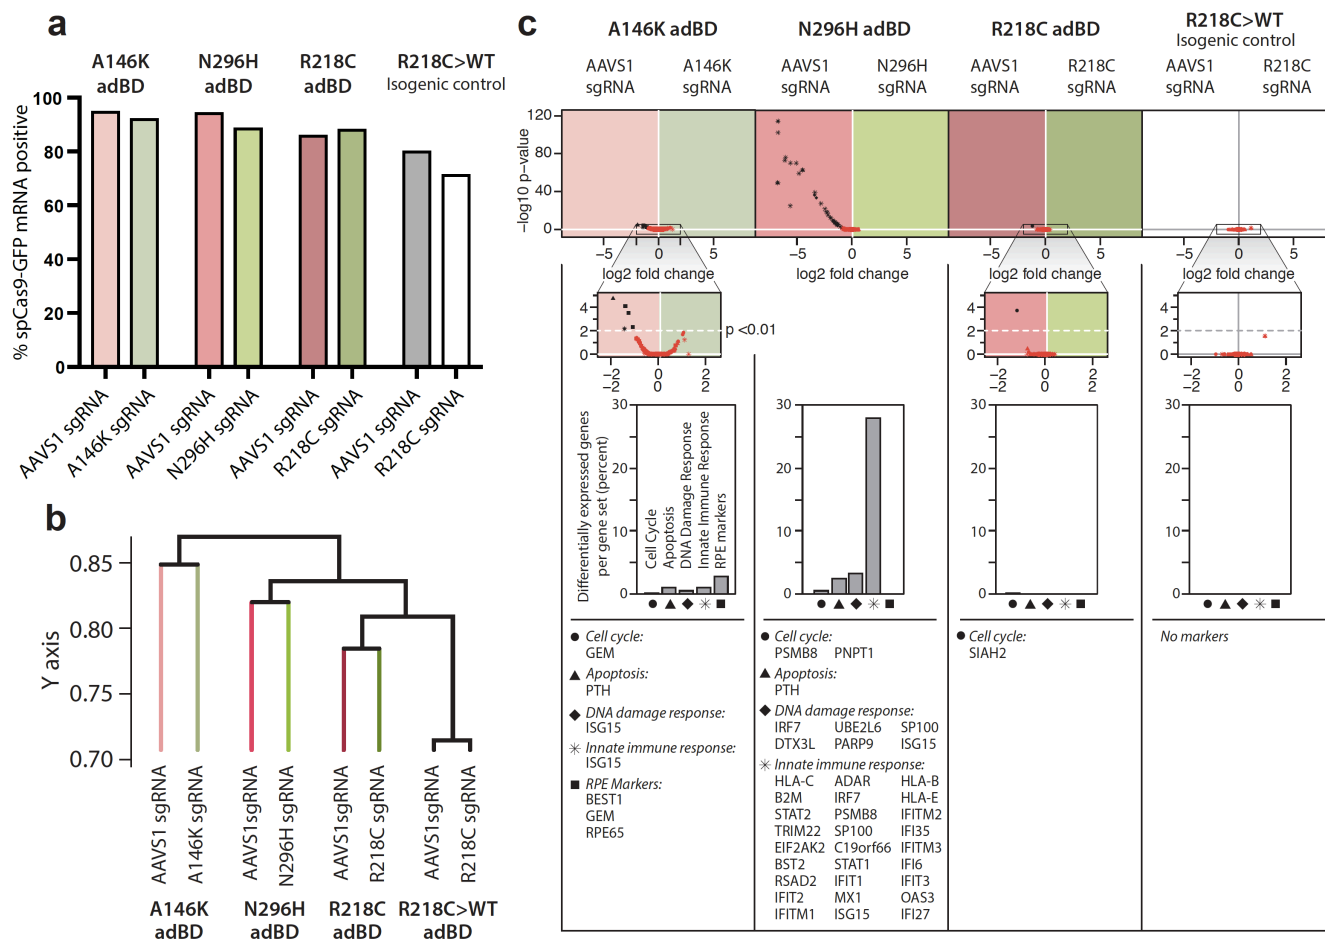 a
A146K
adBD
N296H
adBD
R218C
adBD
R218C>WT
Isogenic control
% spCas9-GFP mRNA positive
100
80
60
40
20
0
AAVS1 sgRNA
A146K sgRNA
AAVS1 sgRNA
N296H sgRNA
AAVS1 sgRNA
R218C sgRNA
AAVS1 sgRNA
R218C sgRNA
b
Y axis
0.85
0.80
0.75
0.70
AAVS1 sgRNA
A146K sgRNA
AAVS1sgRNA
N296H sgRNA
AAVS1sgRNA
R218C sgRNA
AAVS1sgRNA
R218C sgRNA
A146K
adBD
N296H
adBD
R218C
adBD
R218C>WT
adBD
c
A146K adBD
N296H adBD
R218C adBD
R218C>WT
Isogenic control
AAVS1
sgRNA
A146K
sgRNA
AAVS1
sgRNA
N296H
sgRNA
AAVS1
sgRNA
R218C
sgRNA
AAVS1
sgRNA
R218C
sgRNA
−log10 p−value
120
80
40
0
−5 0 5
−5 0 5
−5 0 5
−5 0 5
log2 fold change
log2 fold change
log2 fold change
log2 fold change
4
2
0
−2 0 2
−2 0 2
p <0.01
4
2
0
−2 0 2
−2 0 2
4
2
0
−2 0 2
−2 0 2
Differentially expressed genes
per gene set (percent)
30
20
10
0
Cell Cycle
Apoptosis
DNA Damage Response
Innate Immune Response
RPE markers
30
20
10
0
30
20
10
0
30
20
10
0
Cell cycle:
GEM
Apoptosis:
PTH
DNA damage response:
ISG15
Innate immune response:
ISG15
RPE Markers:
BEST1
GEM
RPE65
Cell cycle:
PSMB8 PNPT1
Apoptosis:
PTH
DNA damage response:
IRF7 UBE2L6 SP100
DTX3L PARP9 ISG15
Innate immune response:
HLA-C ADAR HLA-B
B2M IRF7 HLA-E
STAT2 PSMB8 IFITM2
TRIM22 SP100 IFI35
EIF2AK2 C19orf66 IFITM3
BST2 STAT1 IFI6
RSAD2 IFIT1 IFIT3
IFIT2 MX1 OAS3
IFITM1 ISG15 IFI27
Cell cycle:
SIAH2
No markers